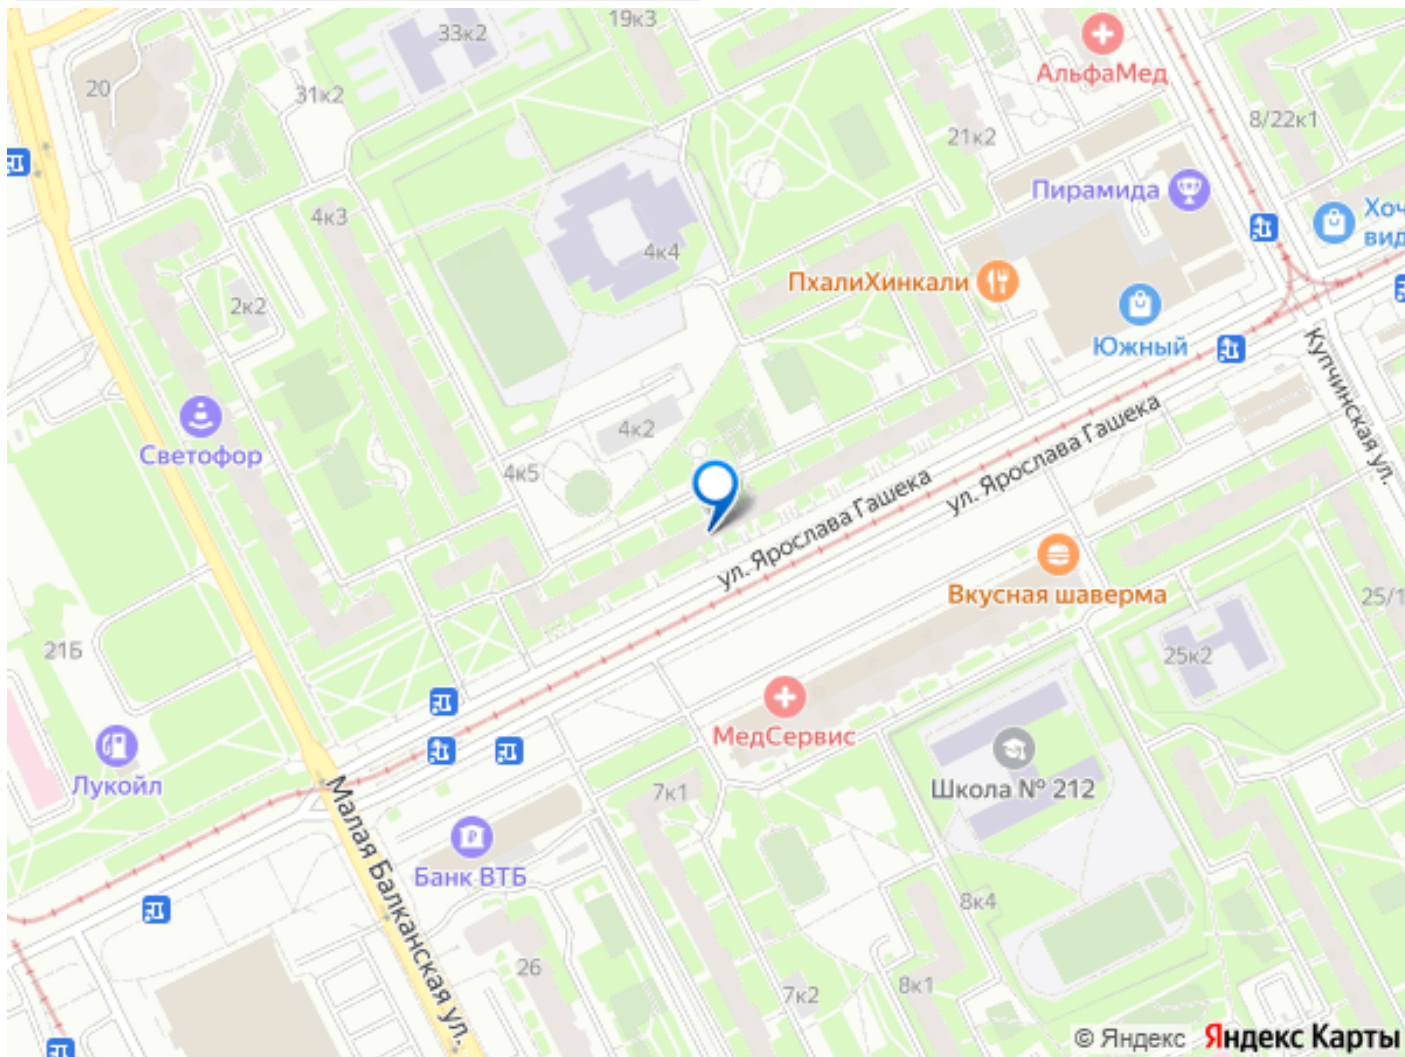 19к3
33к2
АльфаМед
20
31к2
8/22к1
21к2
Пирамида
4к3
Хоч
вид
4к4
ПхалиХинкали
2к2
Южный
Купчинская ул.
ул. Ярослава Гашека
4к2
Светофор
4к5
ул. Ярослава Гашека
Вкусная шаверма
25/1
21Б
25к2
МедСервис
Лукойл
Школа № 212
7к1
Малая Балканская ул.
Банк ВТБ
8к4
26
8к1
7к2
© Яндекс Яндекс Карты